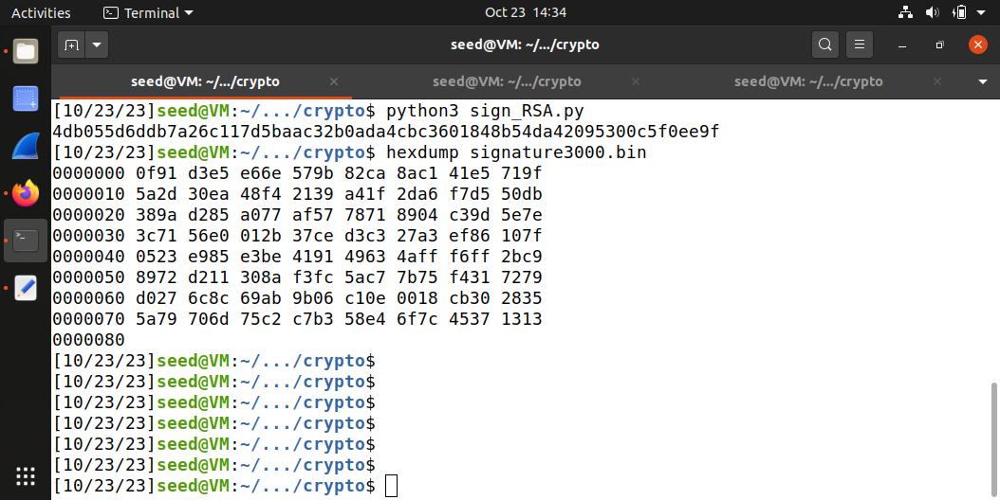 Activities
Terminal
Oct 23 14:34
seed@VM: ~/.../crypto
seed@VM: ~/.../crypto
seed@VM: ~/.../crypto
seed@VM: ~/.../crypto
[10/23/23]seed@VM:~/.../crypto$ python3 sign_RSA.py
4db055d6ddb7a26c117d5baac32b0ada4cbc3601848b54da42095300c5f0ee9f
[10/23/23]seed@VM:~/.../crypto$ hexdump signature3000.bin
0000000 0f91 d3e5 e66e 579b 82ca 8ac1 41e5 719f
0000010 5a2d 30ea 48f4 2139 a41f 2da6 f7d5 50db
0000020 389a d285 a077 af57 7871 8904 c39d 5e7e
0000030 3c71 56e0 012b 37ce d3c3 27a3 ef86 107f
0000040 0523 e985 e3be 4191 4963 4aff f6ff 2bc9
0000050 8972 d211 308a f3fc 5ac7 7b75 f431 7279
0000060 d027 6c8c 69ab 9b06 c10e 0018 cb30 2835
0000070 5a79 706d 75c2 c7b3 58e4 6f7c 4537 1313
0000080
[10/23/23]seed@VM:~/.../crypto$
[10/23/23]seed@VM:~/.../crypto$
[10/23/23]seed@VM:~/.../crypto$
[10/23/23]seed@VM:~/.../crypto$
[10/23/23]seed@VM:~/.../crypto$
[10/23/23]seed@VM:~/.../crypto$
[10/23/23]seed@VM:~/.../crypto$